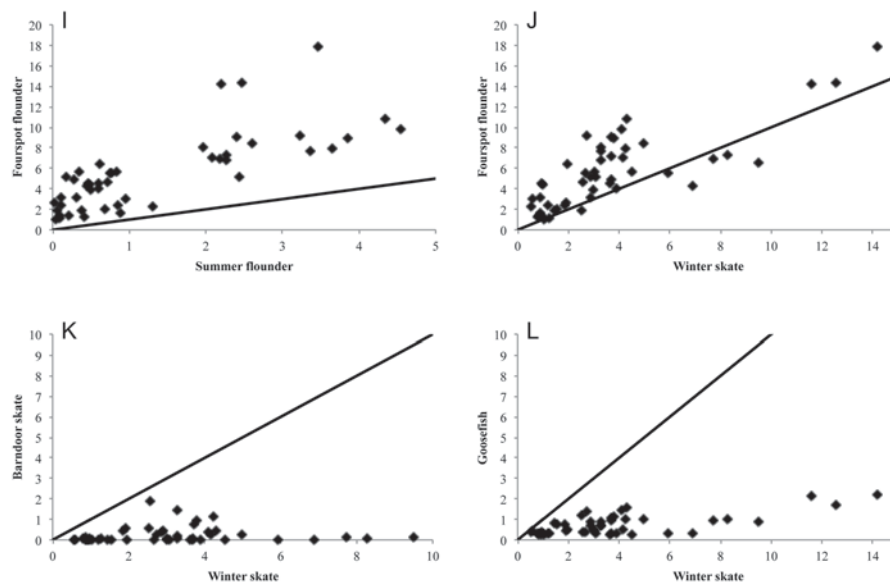 I
20
18
16
14
12
10
8
6
4
2
0
Fourspot flounder
0 1 2 3 4 5
Summer flounder
J
20
18
16
14
12
10
8
6
4
2
0
Fourspot flounder
0 2 4 6 8 10 12 14
Winter skate
K
10
9
8
7
6
5
4
3
2
1
0
Barndoor skate
0 2 4 6 8 10
Winter skate
L
10
9
8
7
6
5
4
3
2
1
0
Goosefish
0 2 4 6 8 10 12 14
Winter skate